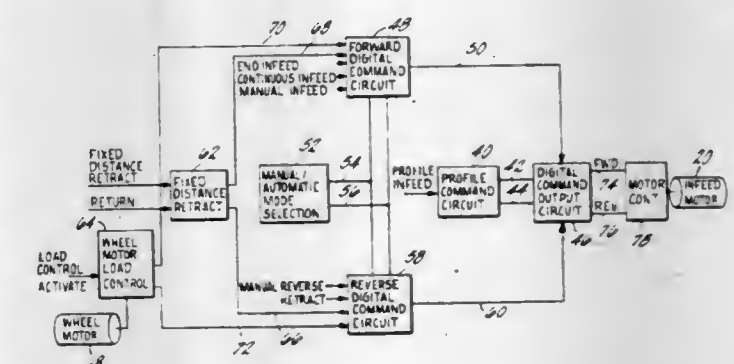 70
68
48
FORWARD
DIGITAL
COMMAND
CIRCUIT
50
END INFEED
CONTINUOUS INFEED
MANUAL INFEED
FIXED
DISTANCE
RETRACT
RETURN
62
FIXED
DISTANCE
RETRACT
52
MANUAL/
AUTOMATIC
MODE
SELECTION
54
56
PROFILE
INFEED
40
PROFILE
COMMAND
CIRCUIT
42
44
DIGITAL
COMMAND
OUTPUT
CIRCUIT
46
FWD.
74
REV.
76
MOTOR
CONT.
78
20
INFEED
MOTOR
64
LOAD
CONTROL
ACTIVATE
WHEEL
MOTOR
LOAD
CONTROL
WHEEL
MOTOR
18
72
66
MANUAL REVERSE
RETRACT
58
REVERSE
DIGITAL
COMMAND
CIRCUIT
60